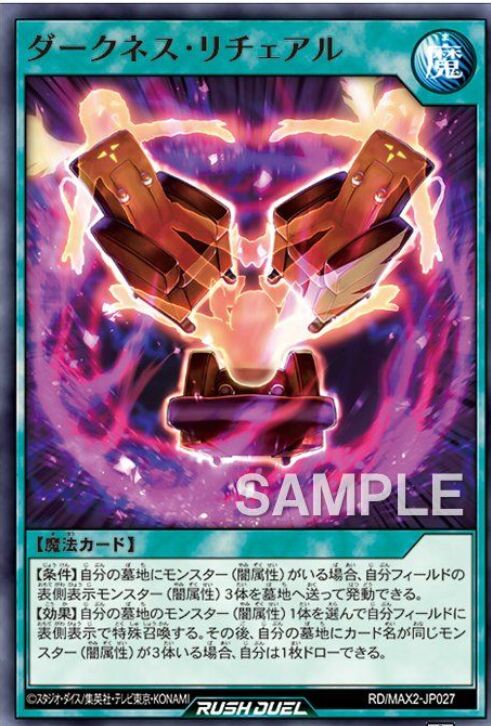 ダークネス・リチェアル
魔
SAMPLE
【魔法カード】
【条件】自分の墓地にモンスター(闇属性)がいる場合、自分フィールドの
表側表示モンスター(闇属性)3体を墓地へ送って発動できる。
【効果】自分の墓地のモンスター(闇属性)1体を選んで自分フィールドに
表側表示で特殊召喚する。その後、自分の墓地にカード名が同じモン
スター(闇属性)が3体いる場合、自分は1枚ドローできる。
©スタジオ・ダイス/集英社・テレビ東京・KONAMI
RUSH DUEL
RD/MAX2-JP027